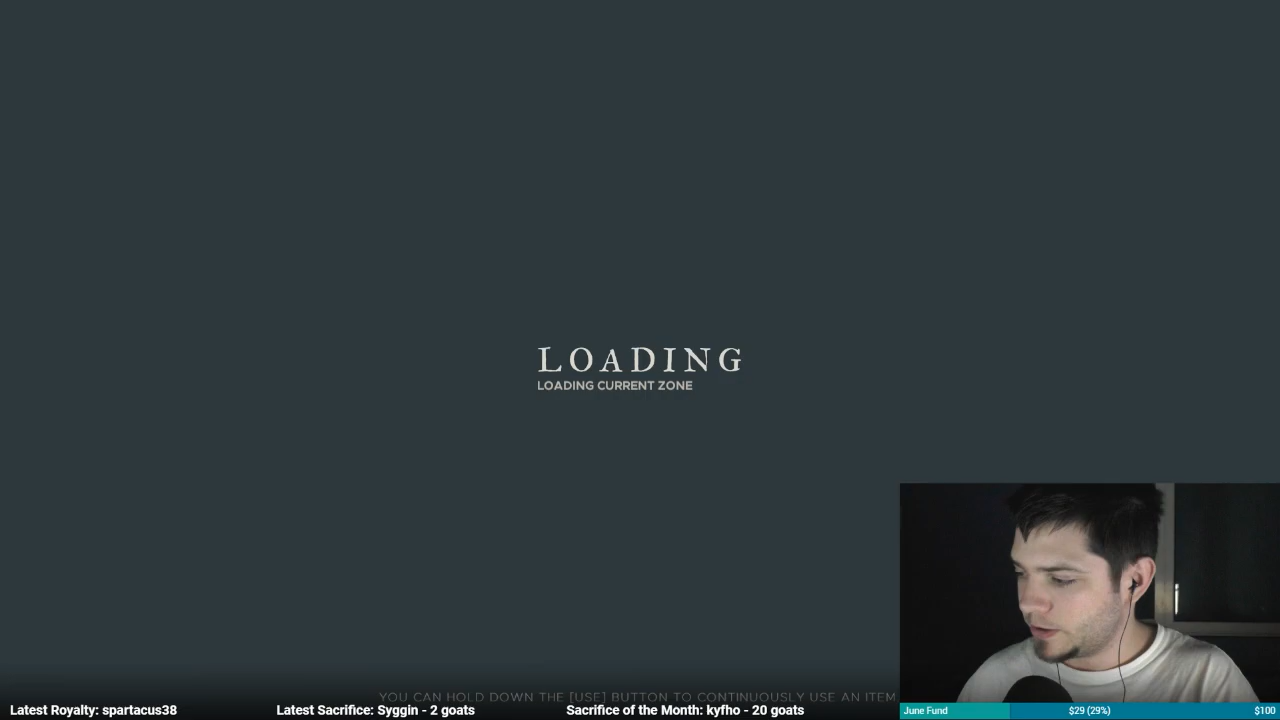 LOADING
LOADING CURRENT ZONE
YOU CAN HOLD DOWN THE [USE] BUTTON TO CONTINUOUSLY USE AN ITEM
Latest Royalty: spartacus38
Latest Sacrifice: Syggin - 2 goats
Sacrifice of the Month: kyfho - 20 goats
June Fund
$29 (29%)
$100